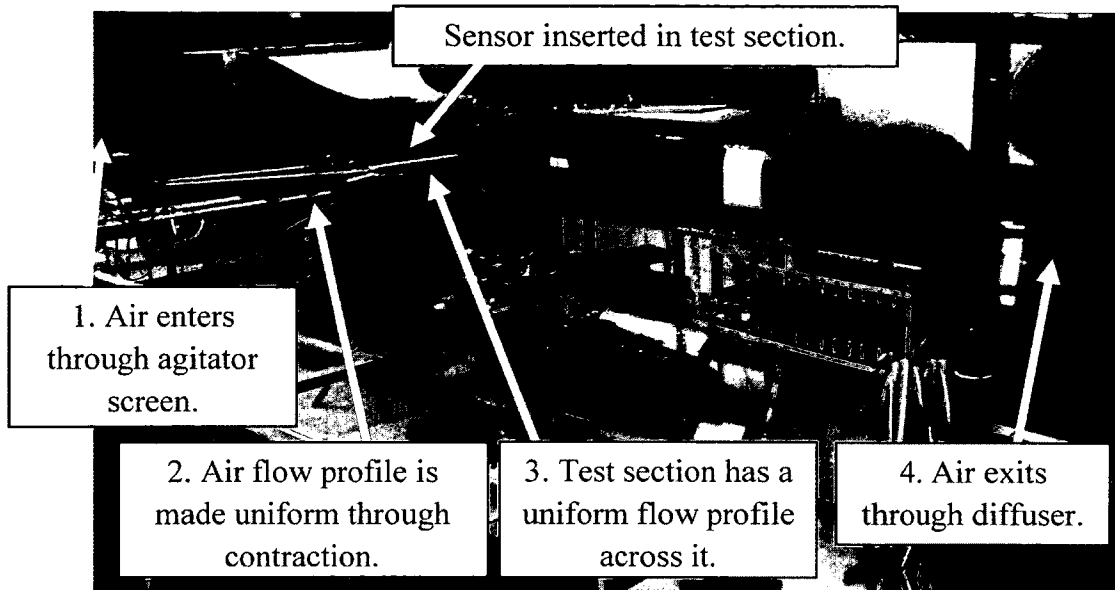 Sensor inserted in test section.
1. Air enters
through agitator
screen.
2. Air flow profile is
made uniform through
contraction.
3. Test section has a
uniform flow profile
across it.
4. Air exits
through diffuser.